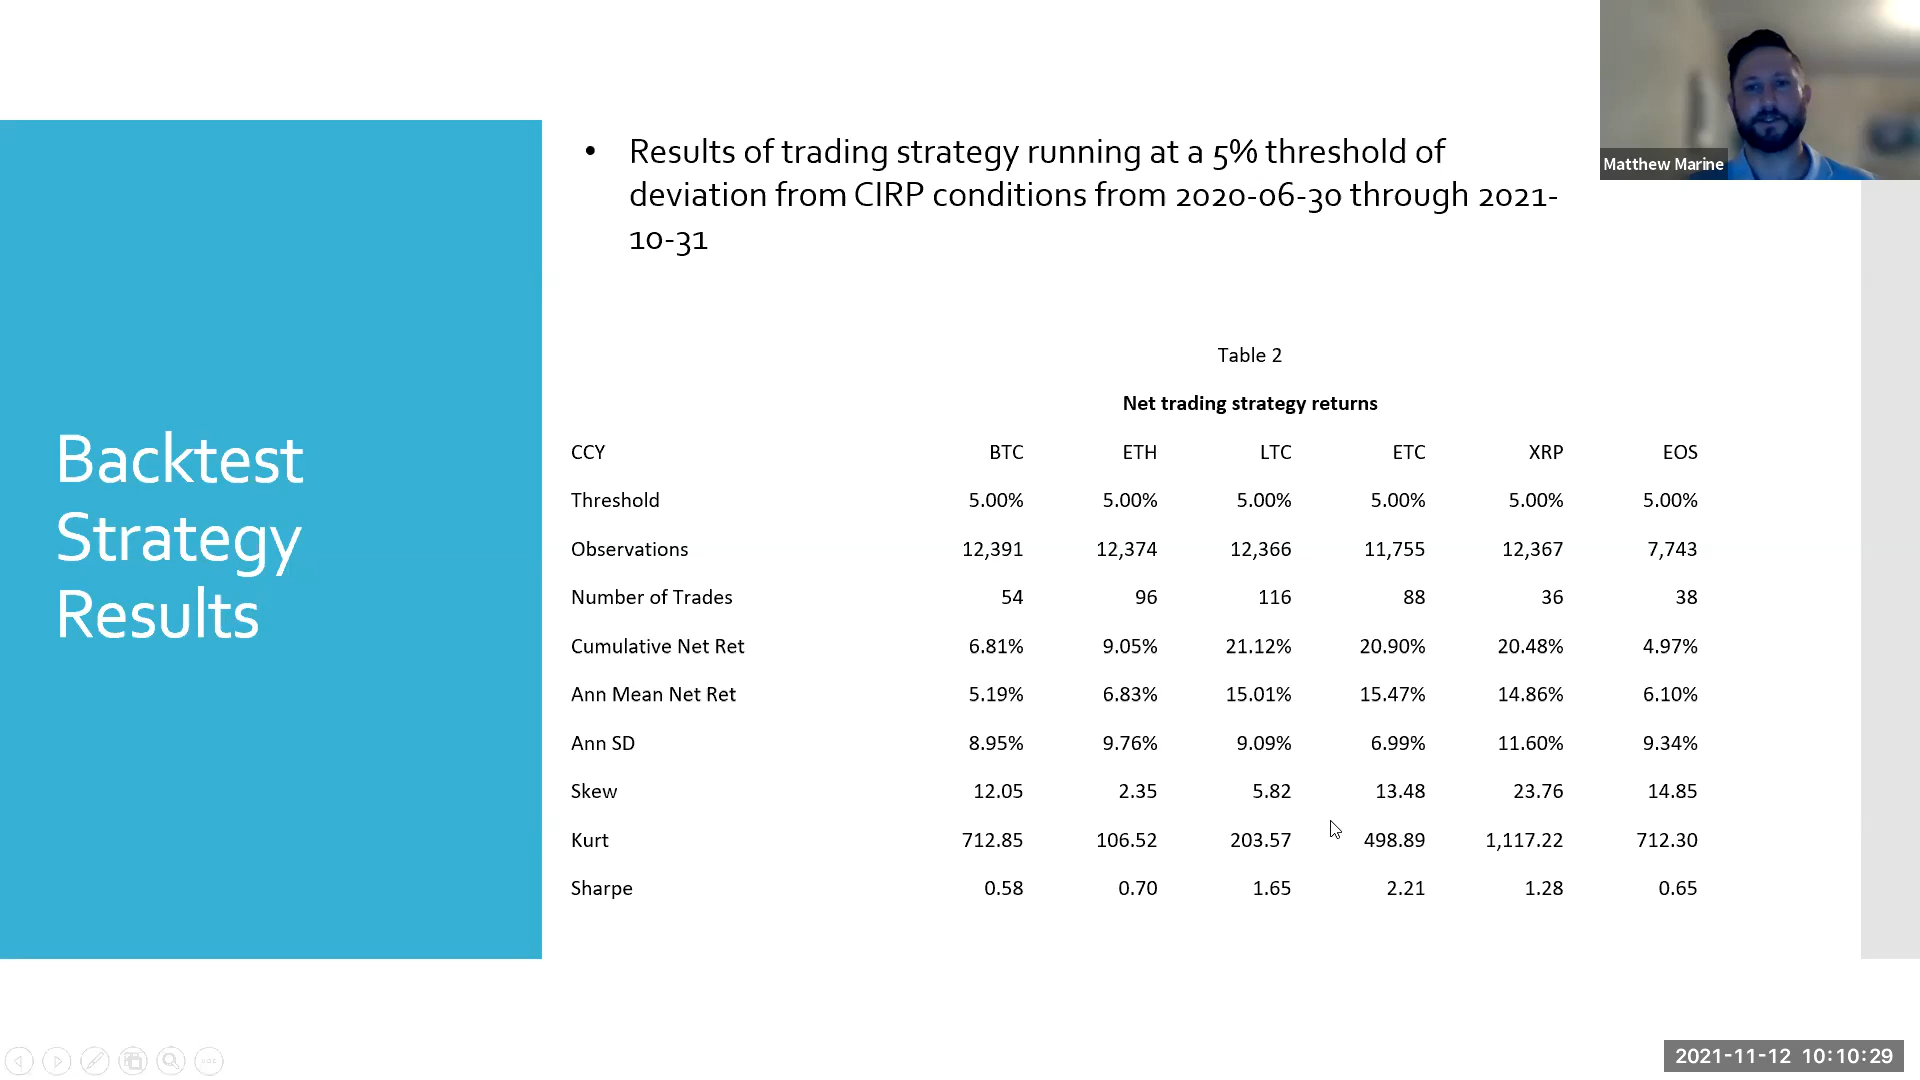 Matthew Marine
Backtest
Strategy
Results
• Results of trading strategy running at a 5% threshold of
deviation from CIRP conditions from 2020-06-30 through 2021-
10-31
Table 2
Net trading strategy returns
CCY BTC ETH LTC ETC XRP EOS
Threshold 5.00% 5.00% 5.00% 5.00% 5.00% 5.00%
Observations 12,391 12,374 12,366 11,755 12,367 7,743
Number of Trades 54 96 116 88 36 38
Cumulative Net Ret 6.81% 9.05% 21.12% 20.90% 20.48% 4.97%
Ann Mean Net Ret 5.19% 6.83% 15.01% 15.47% 14.86% 6.10%
Ann SD 8.95% 9.76% 9.09% 6.99% 11.60% 9.34%
Skew 12.05 2.35 5.82 13.48 23.76 14.85
Kurt 712.85 106.52 203.57 498.89 1,117.22 712.30
Sharpe 0.58 0.70 1.65 2.21 1.28 0.65
2021-11-12 10:10:29